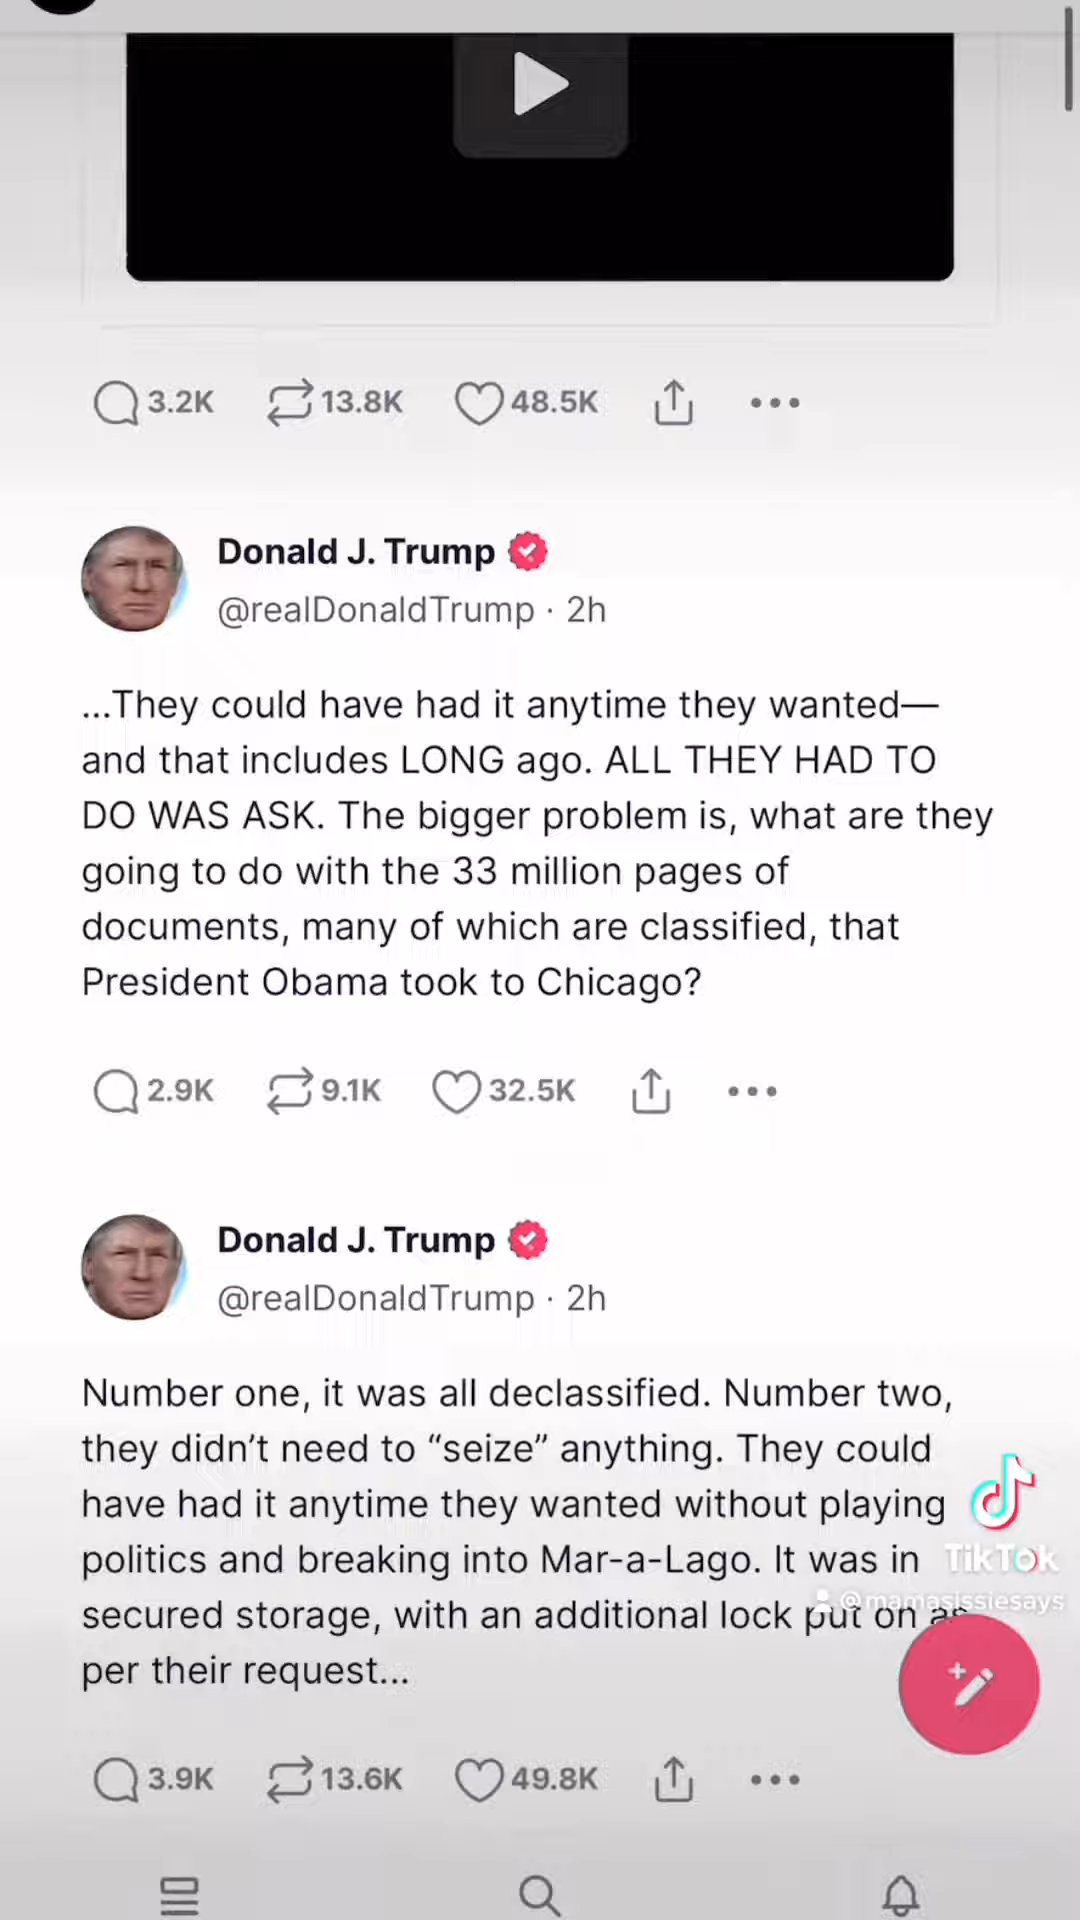 3.2K 13.8K 48.5K
Donald J. Trump
@realDonaldTrump · 2h
...They could have had it anytime they wanted—
and that includes LONG ago. ALL THEY HAD TO
DO WAS ASK. The bigger problem is, what are they
going to do with the 33 million pages of
documents, many of which are classified, that
President Obama took to Chicago?
2.9K 9.1K 32.5K
Donald J. Trump
@realDonaldTrump · 2h
Number one, it was all declassified. Number two,
they didn’t need to “seize” anything. They could
have had it anytime they wanted without playing
politics and breaking into Mar-a-Lago. It was in
TikTok
@mamasissiesays
secured storage, with an additional lock put on as
per their request...
3.9K 13.6K 49.8K